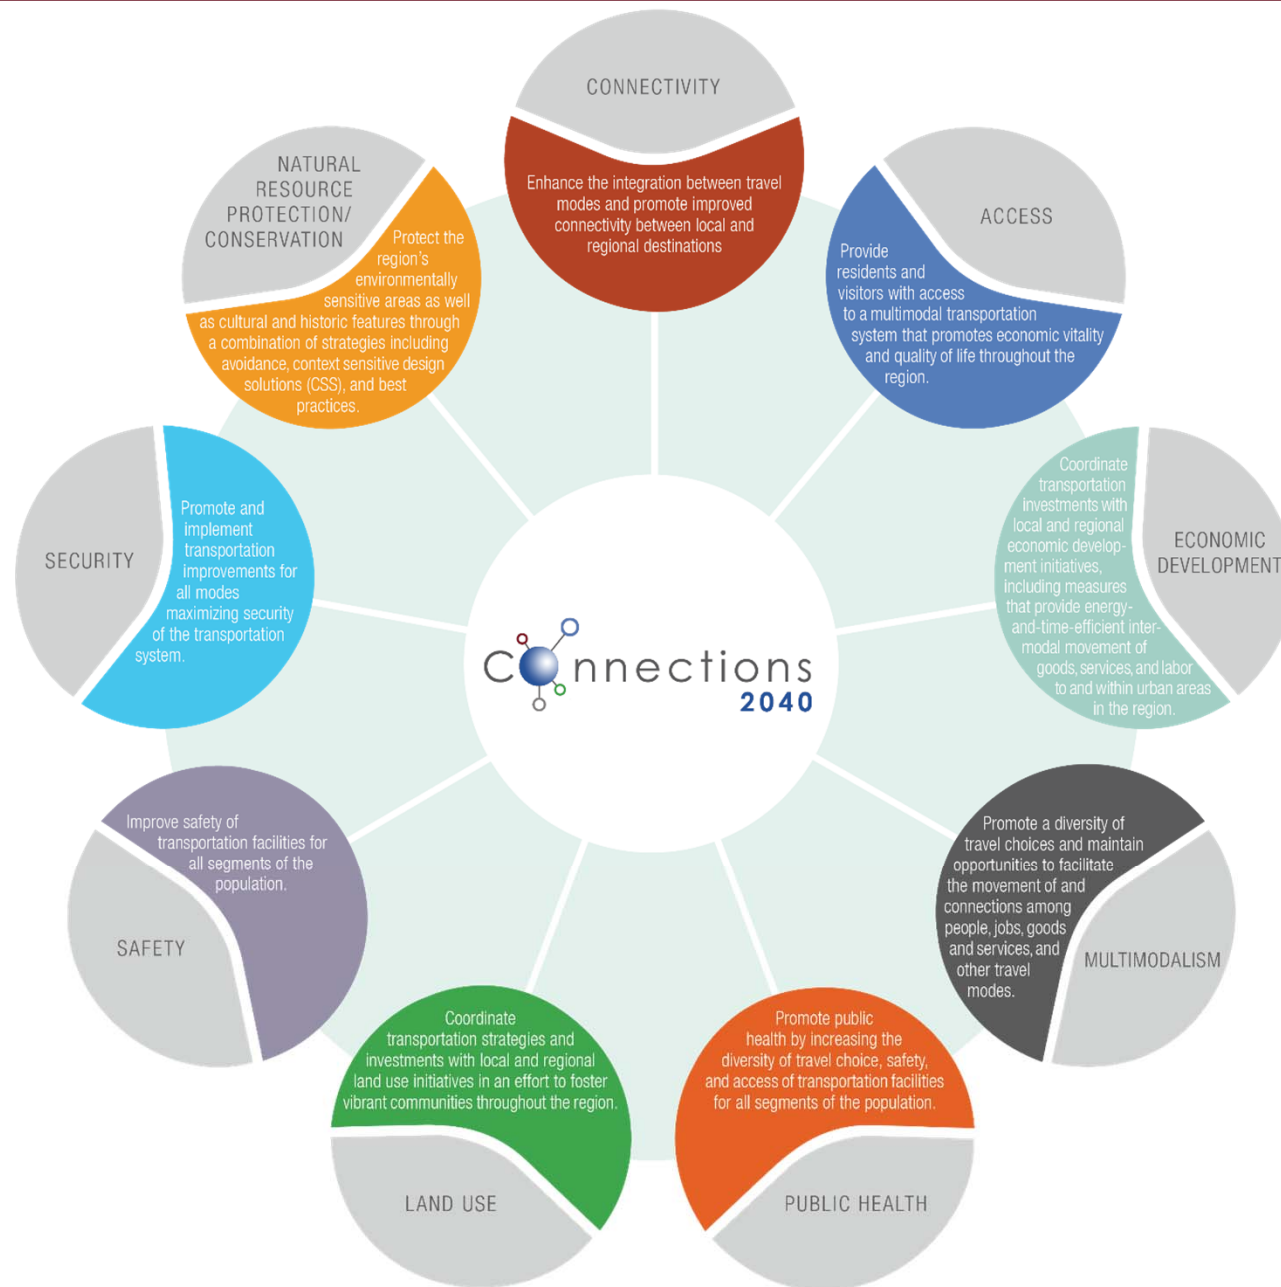 CONNECTIVITY
Enhance the integration between travel
modes and promote improved
connectivity between local and
regional destinations
ACCESS
Provide
residents and
visitors with access
to a multimodal transportation
system that promotes economic vitality
and quality of life throughout the
region.
ECONOMIC
DEVELOPMENT
Coordinate
transportation
investments with
local and regional
economic develop-
ment initiatives,
including measures
that provide energy-
and-time-efficient inter-
modal movement of
goods, services, and labor
to and within urban areas
in the region.
MULTIMODALISM
Promote a diversity of
travel choices and maintain
opportunities to facilitate
the movement of and
connections among
people, jobs, goods
and services, and
other travel
modes.
PUBLIC HEALTH
Promote public
health by increasing the
diversity of travel choice, safety,
and access of transportation facilities
for all segments of the population.
LAND USE
Coordinate
transportation strategies and
investments with local and regional
land use initiatives in an effort to foster
vibrant communities throughout the region.
SAFETY
Improve safety of
transportation facilities for
all segments of the
population.
SECURITY
Promote and
implement
transportation
improvements for
all modes
maximizing security
of the transportation
system.
NATURAL
RESOURCE
PROTECTION/
CONSERVATION
Protect the
region's
environmentally
sensitive areas as well
as cultural and historic features through
a combination of strategies including
avoidance, context sensitive design
solutions (CSS), and best
practices.
Connections
2040